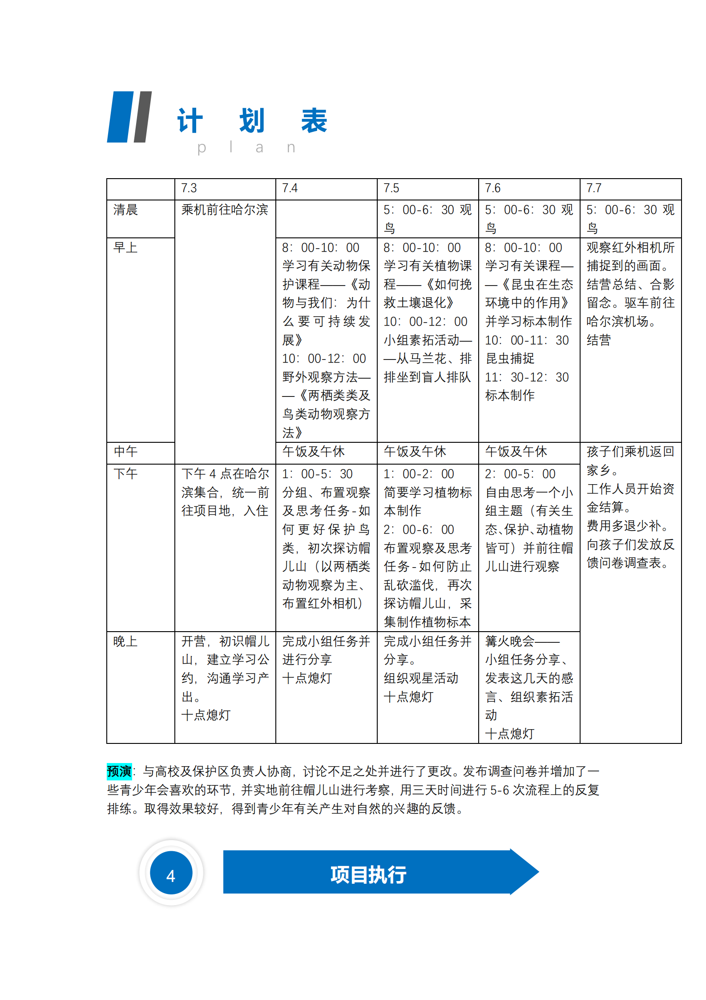 计 划 表
p l a n
7.3 7.4 7.5 7.6 7.7
清晨
乘机前往哈尔滨
5：00-6：30 观
鸟
5：00-6：30 观
鸟
5：00-6：30 观
鸟
早上
8：00-10：00
学习有关动物保
护课程——《动
物与我们：为什
么要可持续发
展》
10：00-12：00
野外观察方法—
—《两栖类类及
鸟类动物观察方
法》
8：00-10：00
学习有关植物课
程——《如何挽
救土壤退化》
10：00-12：00
小组素拓活动—
—从马兰花、排
排坐到盲人排队
8：00-10：00
学习有关课程—
—《昆虫在生态
环境中的作用》
并学习标本制作
10：00-11：30
昆虫捕捉
11：30-12：30
标本制作
观察红外相机所
捕捉到的画面。
结营总结、合影
留念。驱车前往
哈尔滨机场。
结营
中午
午饭及午休
午饭及午休
午饭及午休
孩子们乘机返回
家乡。
工作人员开始资
金结算。
费用多退少补。
向孩子们发放反
馈问卷调查表。
下午
下午 4 点在哈尔
滨集合，统一前
往项目地，入住
1：00-5：30
分组、布置观察
及思考任务-如
何更好保护鸟
类，初次探访帽
儿山（以两栖类
动物观察为主、
布置红外相机）
1：00-2：00
简要学习植物标
本制作
2：00-6：00
布置观察及思考
任务-如何防止
乱砍滥伐，再次
探访帽儿山，采
集制作植物标本
2：00-5：00
自由思考一个小
组主题（有关生
态、保护、动植物
皆可）并前往帽
儿山进行观察
晚上
开营，初识帽儿
山，建立学习公
约，沟通学习产
出。
十点熄灯
完成小组任务并
进行分享
十点熄灯
完成小组任务并
分享。
组织观星活动
十点熄灯
篝火晚会——
小组任务分享、
发表这几天的感
言、组织素拓活
动
十点熄灯
预演：与高校及保护区负责人协商，讨论不足之处并进行了更改。发布调查问卷并增加了一
些青少年会喜欢的环节，并实地前往帽儿山进行考察，用三天时间进行 5-6 次流程上的反复
排练。取得效果较好，得到青少年有关产生对自然的兴趣的反馈。
4
项目执行